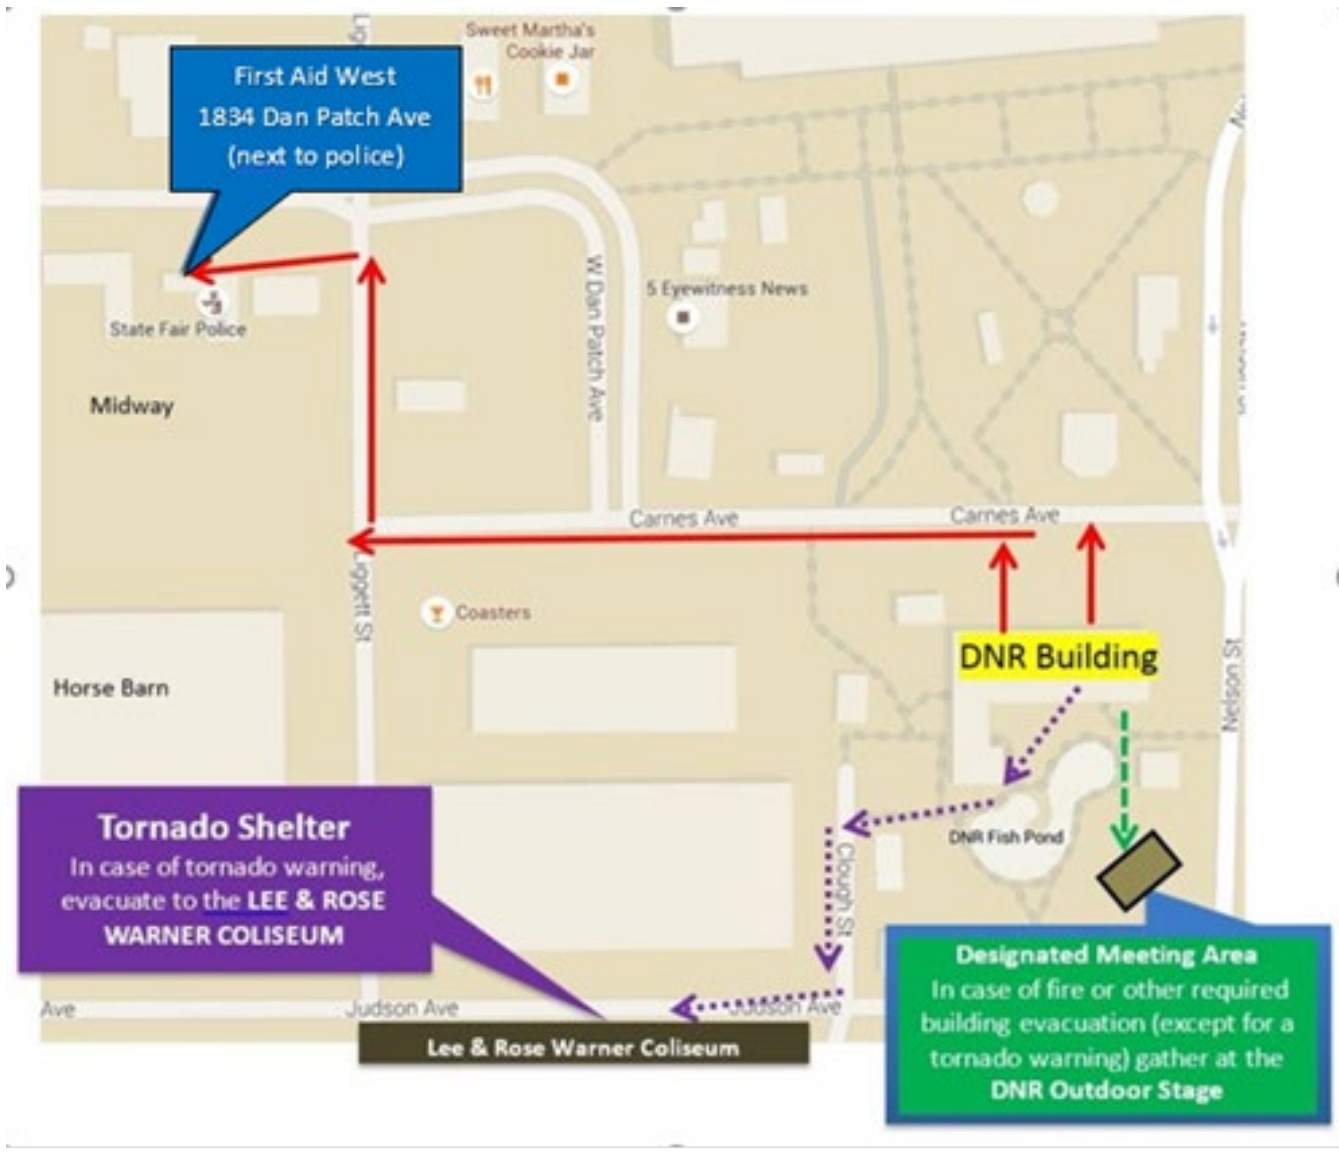 Sweet Martha's
Cookie Jar
First Aid West
1834 Dan Patch Ave
(next to police)
W Dan Patch Ave
5 Eyewitness News
State Fair Police
Midway
Carnes Ave
Carnes Ave
Liggett St
Coasters
DNR Building
Horse Barn
Nelson St
Tornado Shelter
In case of tornado warning,
evacuate to the LEE & ROSE
WARNER COLISEUM
DNR Fish Pond
Clough St
Designated Meeting Area
In case of fire or other required
building evacuation (except for a
tornado warning) gather at the
DNR Outdoor Stage
Ave
Judson Ave
Judson Ave
Lee & Rose Warner Coliseum